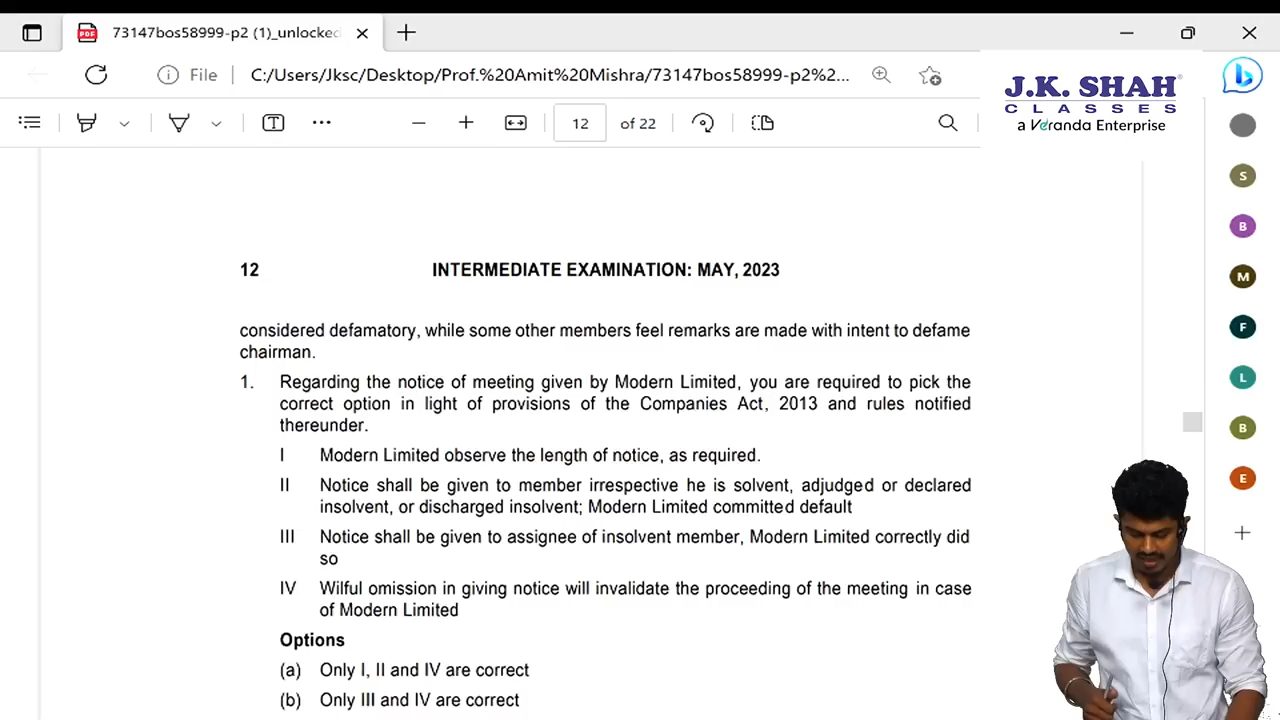 73147bos58999-p2 (1)_unlocked
File
C:/Users/Jksc/Desktop/Prof.%20Amit%20Mishra/73147bos58999-p2%2...
J.K. SHAH
CLASSES
a Veranda Enterprise
12 of 22
S
B
M
F
L
B
E
12 INTERMEDIATE EXAMINATION: MAY, 2023
considered defamatory, while some other members feel remarks are made with intent to defame
chairman.
1. Regarding the notice of meeting given by Modern Limited, you are required to pick the
correct option in light of provisions of the Companies Act, 2013 and rules notified
thereunder.
I Modern Limited observe the length of notice, as required.
II Notice shall be given to member irrespective he is solvent, adjudged or declared
insolvent, or discharged insolvent; Modern Limited committed default
III Notice shall be given to assignee of insolvent member, Modern Limited correctly did
so
IV Wilful omission in giving notice will invalidate the proceeding of the meeting in case
of Modern Limited
Options
(a) Only I, II and IV are correct
(b) Only III and IV are correct